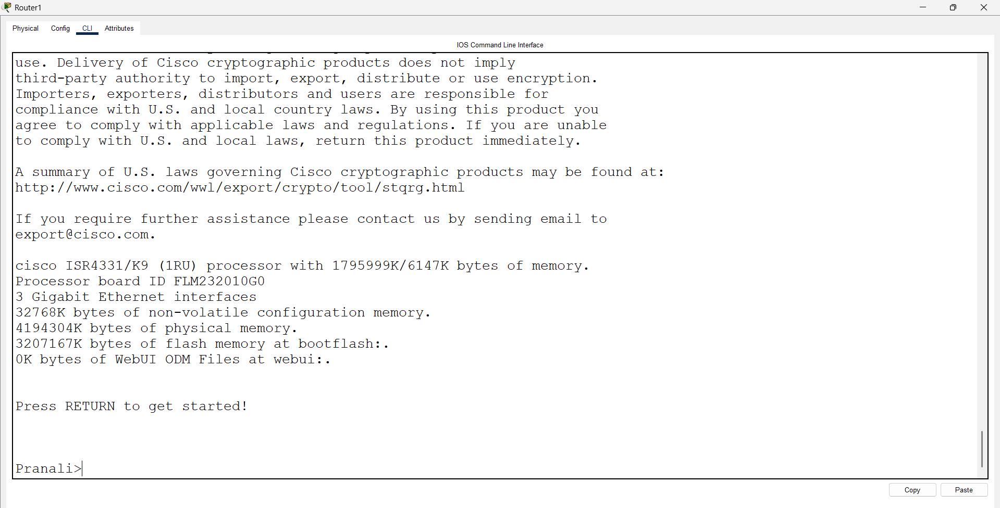 Router1
Physical Config CLI Attributes
IOS Command Line Interface
use. Delivery of Cisco cryptographic products does not imply
third-party authority to import, export, distribute or use encryption.
Importers, exporters, distributors and users are responsible for
compliance with U.S. and local country laws. By using this product you
agree to comply with applicable laws and regulations. If you are unable
to comply with U.S. and local laws, return this product immediately.
A summary of U.S. laws governing Cisco cryptographic products may be found at:
http://www.cisco.com/wwl/export/crypto/tool/stqrg.html
If you require further assistance please contact us by sending email to
export@cisco.com.
cisco ISR4331/K9 (1RU) processor with 1795999K/6147K bytes of memory.
Processor board ID FLM232010G0
3 Gigabit Ethernet interfaces
32768K bytes of non-volatile configuration memory.
4194304K bytes of physical memory.
3207167K bytes of flash memory at bootflash:.
0K bytes of WebUI ODM Files at webui:.
Press RETURN to get started!
Pranali>
Copy Paste